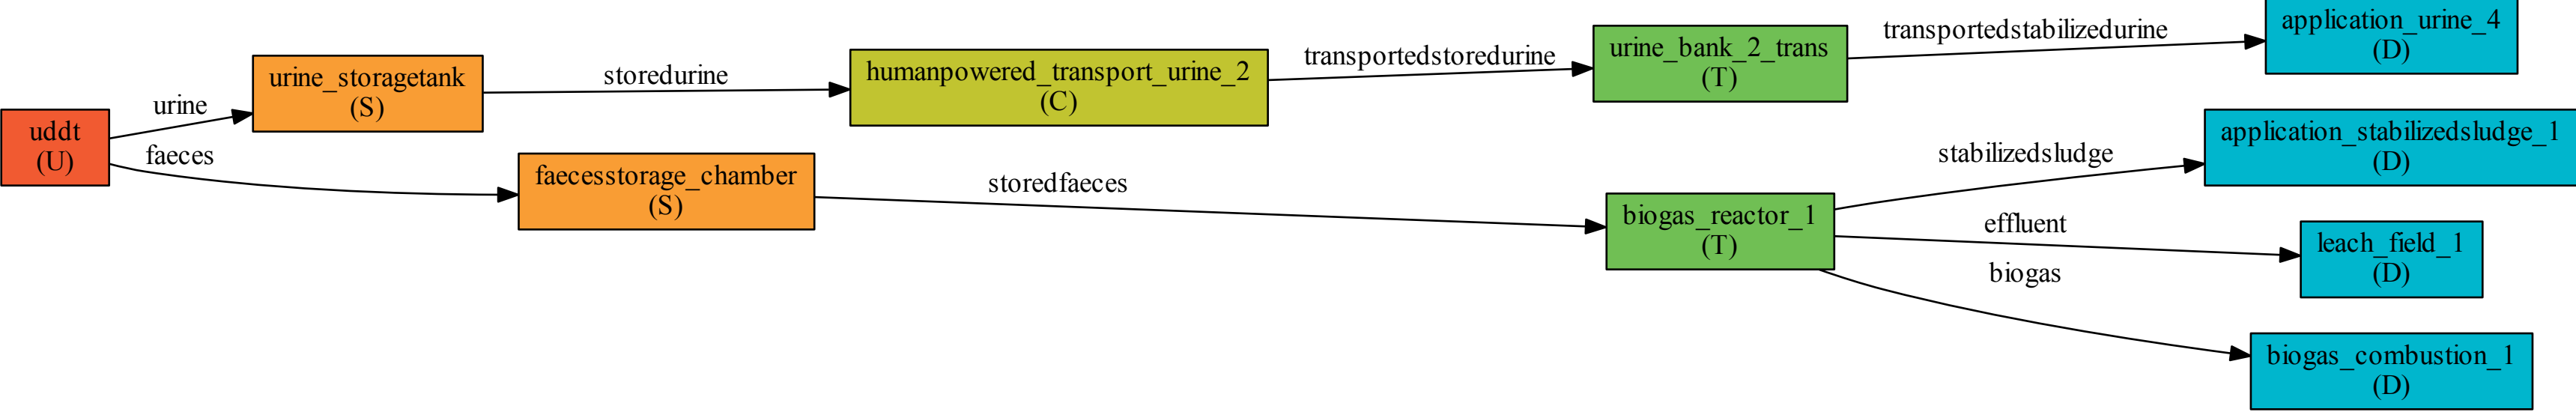 uddt
(U)
urine
faeces
urine_storagetank
(S)
storedurine
humanpowered_transport_urine_2
(C)
transportedstoredurine
urine_bank_2_trans
(T)
transportedstabilizedurine
application_urine_4
(D)
faecesstorage_chamber
(S)
storedfaeces
biogas_reactor_1
(T)
stabilizedsludge
application_stabilizedsludge_1
(D)
effluent
leach_field_1
(D)
biogas
biogas_combustion_1
(D)